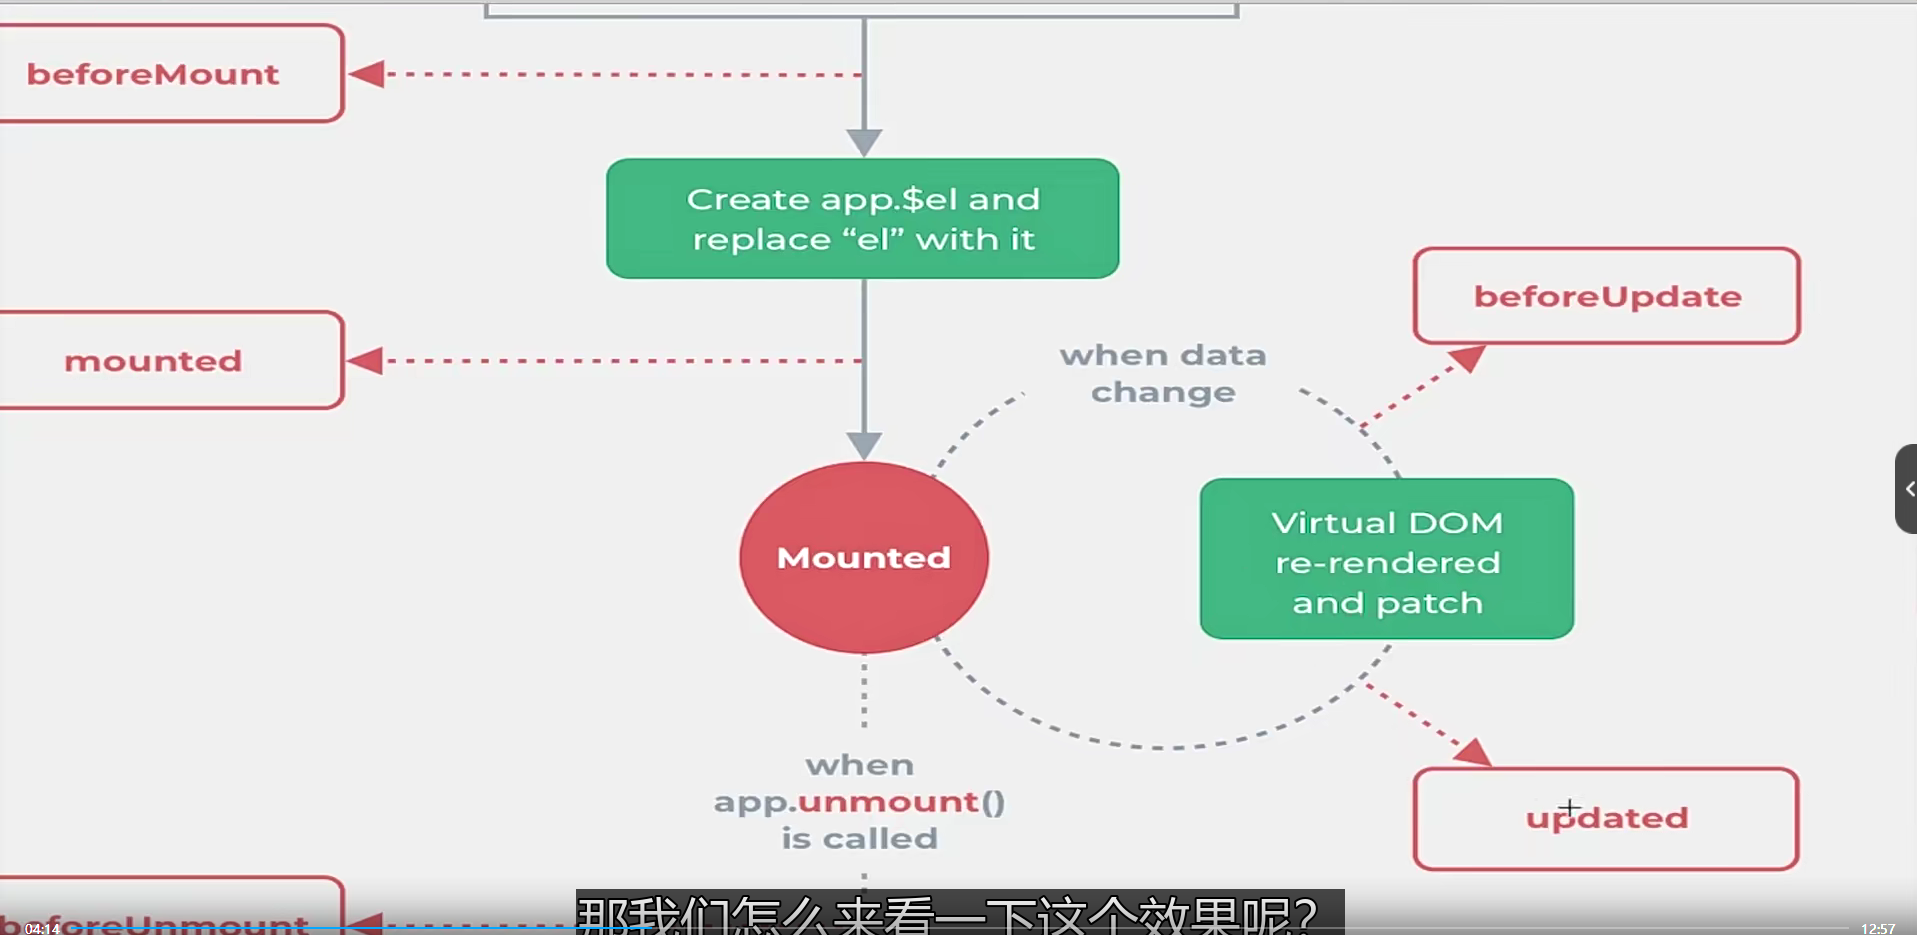 beforeMount
Create app.$el and
replace “el” with it
beforeUpdate
mounted
when data
change
Virtual DOM
re-rendered
and patch
Mounted
when
app.unmount()
is called
updated
beforeUnmount
那我们怎么来看一下这个效果呢?
04:14
12:57